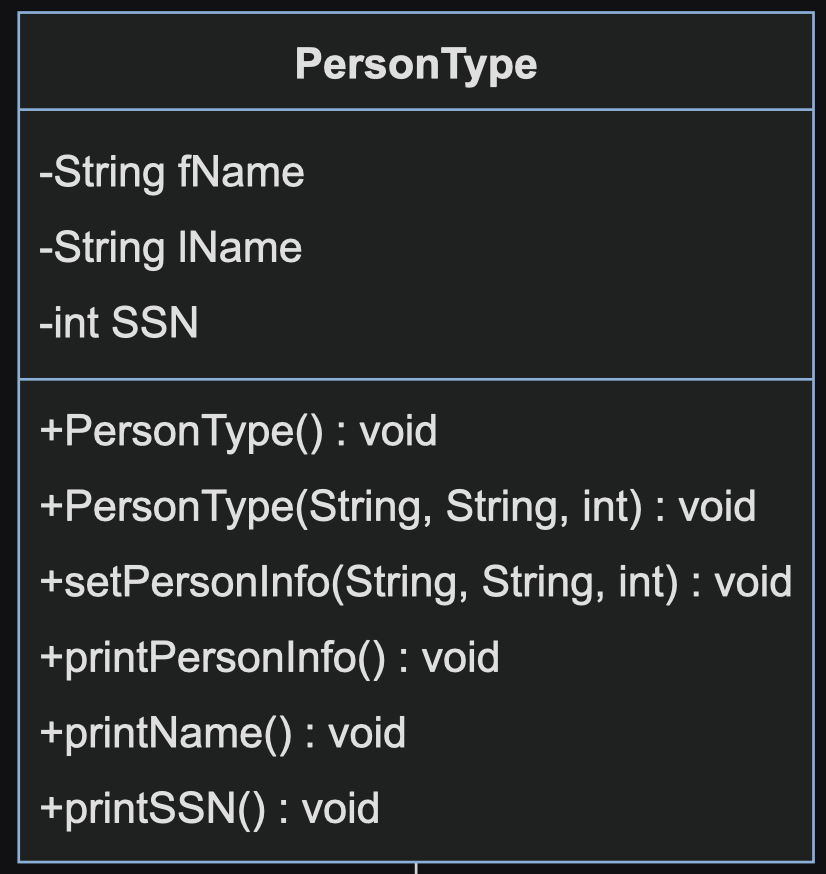 PersonType
-String fName
-String lName
-int SSN
+PersonType() : void
+PersonType(String, String, int) : void
+setPersonInfo(String, String, int) : void
+printPersonInfo() : void
+printName() : void
+printSSN() : void